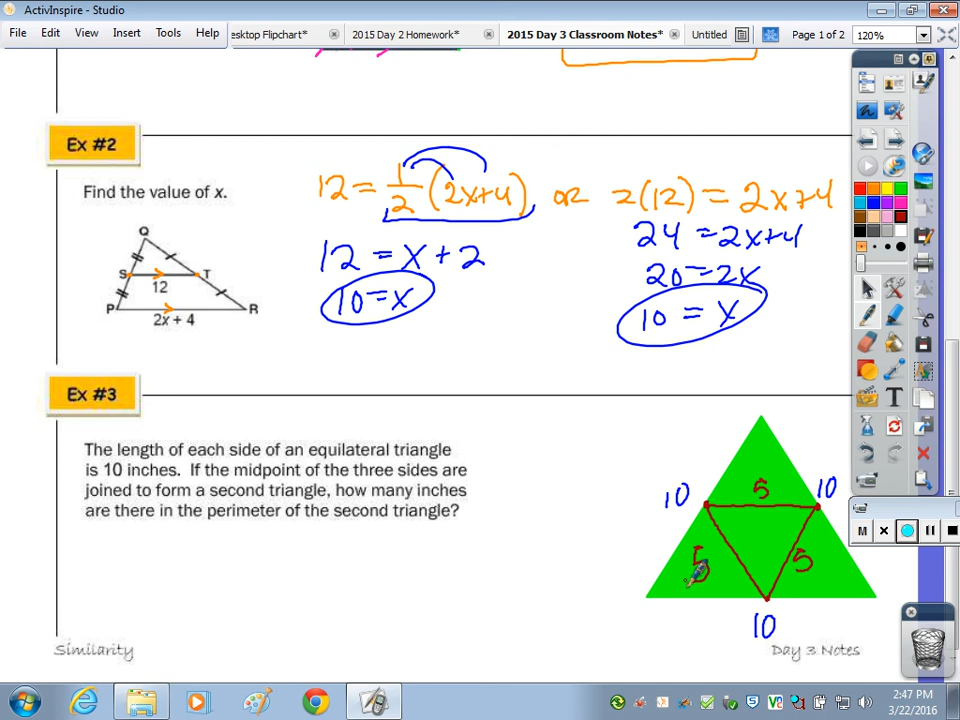 ActivInspire - Studio
File Edit View Insert Tools Help
esktop Flipchart* 2015 Day 2 Homework* 2015 Day 3 Classroom Notes* Untitled Page 1 of 2 120%
Ex #2
Find the value of x.
Q
S T
12
P R
2x + 4
12 = 1/2 (2x+4) or 2(12) = 2x+4
12 = x + 2
10 = x
24 = 2x+4
20 = 2x
10 = x
Ex #3
The length of each side of an equilateral triangle
is 10 inches. If the midpoint of the three sides are
joined to form a second triangle, how many inches
are there in the perimeter of the second triangle?
10 5 10
5 5
10
Similarity Day 3 Notes
M
2:47 PM
3/22/2016